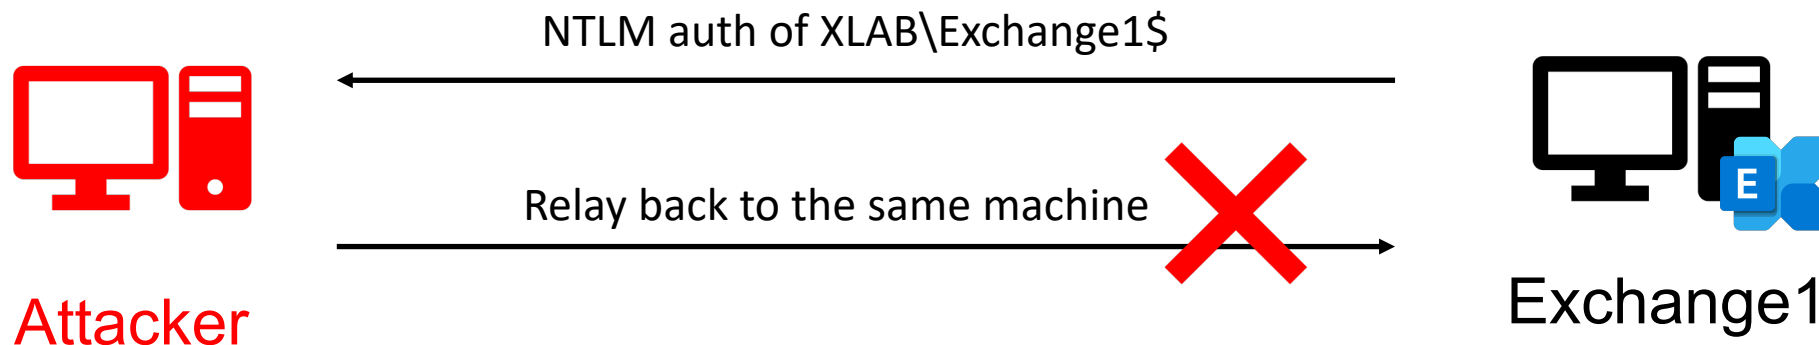 NTLM auth of XLAB\Exchange1$
Relay back to the same machine
E
Attacker
Exchange1